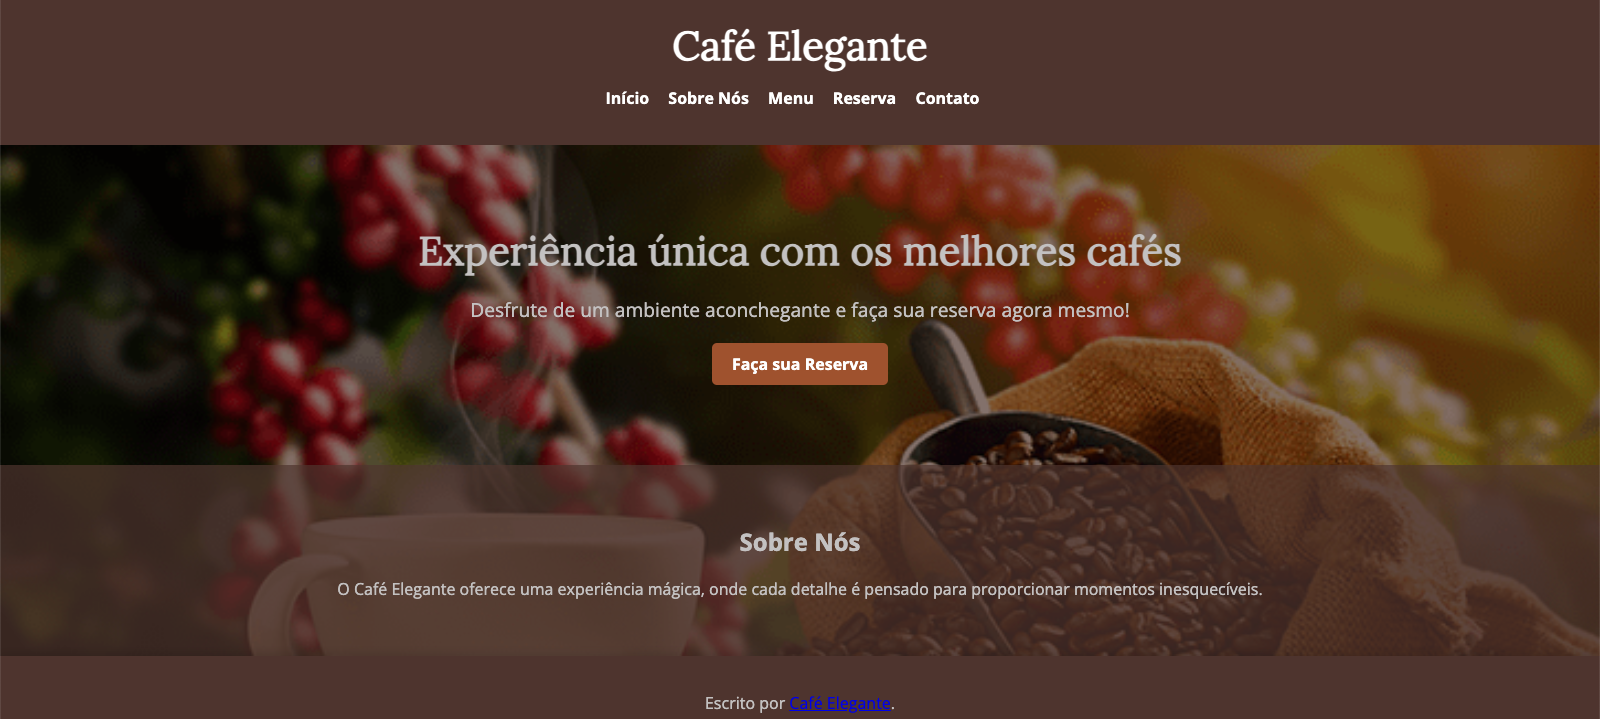 Café Elegante
Início Sobre Nós Menu Reserva Contato
Experiência única com os melhores cafés
Desfrute de um ambiente aconchegante e faça sua reserva agora mesmo!
Faça sua Reserva
Sobre Nós
O Café Elegante oferece uma experiência mágica, onde cada detalhe é pensado para proporcionar momentos inesquecíveis.
Escrito por Café Elegante.